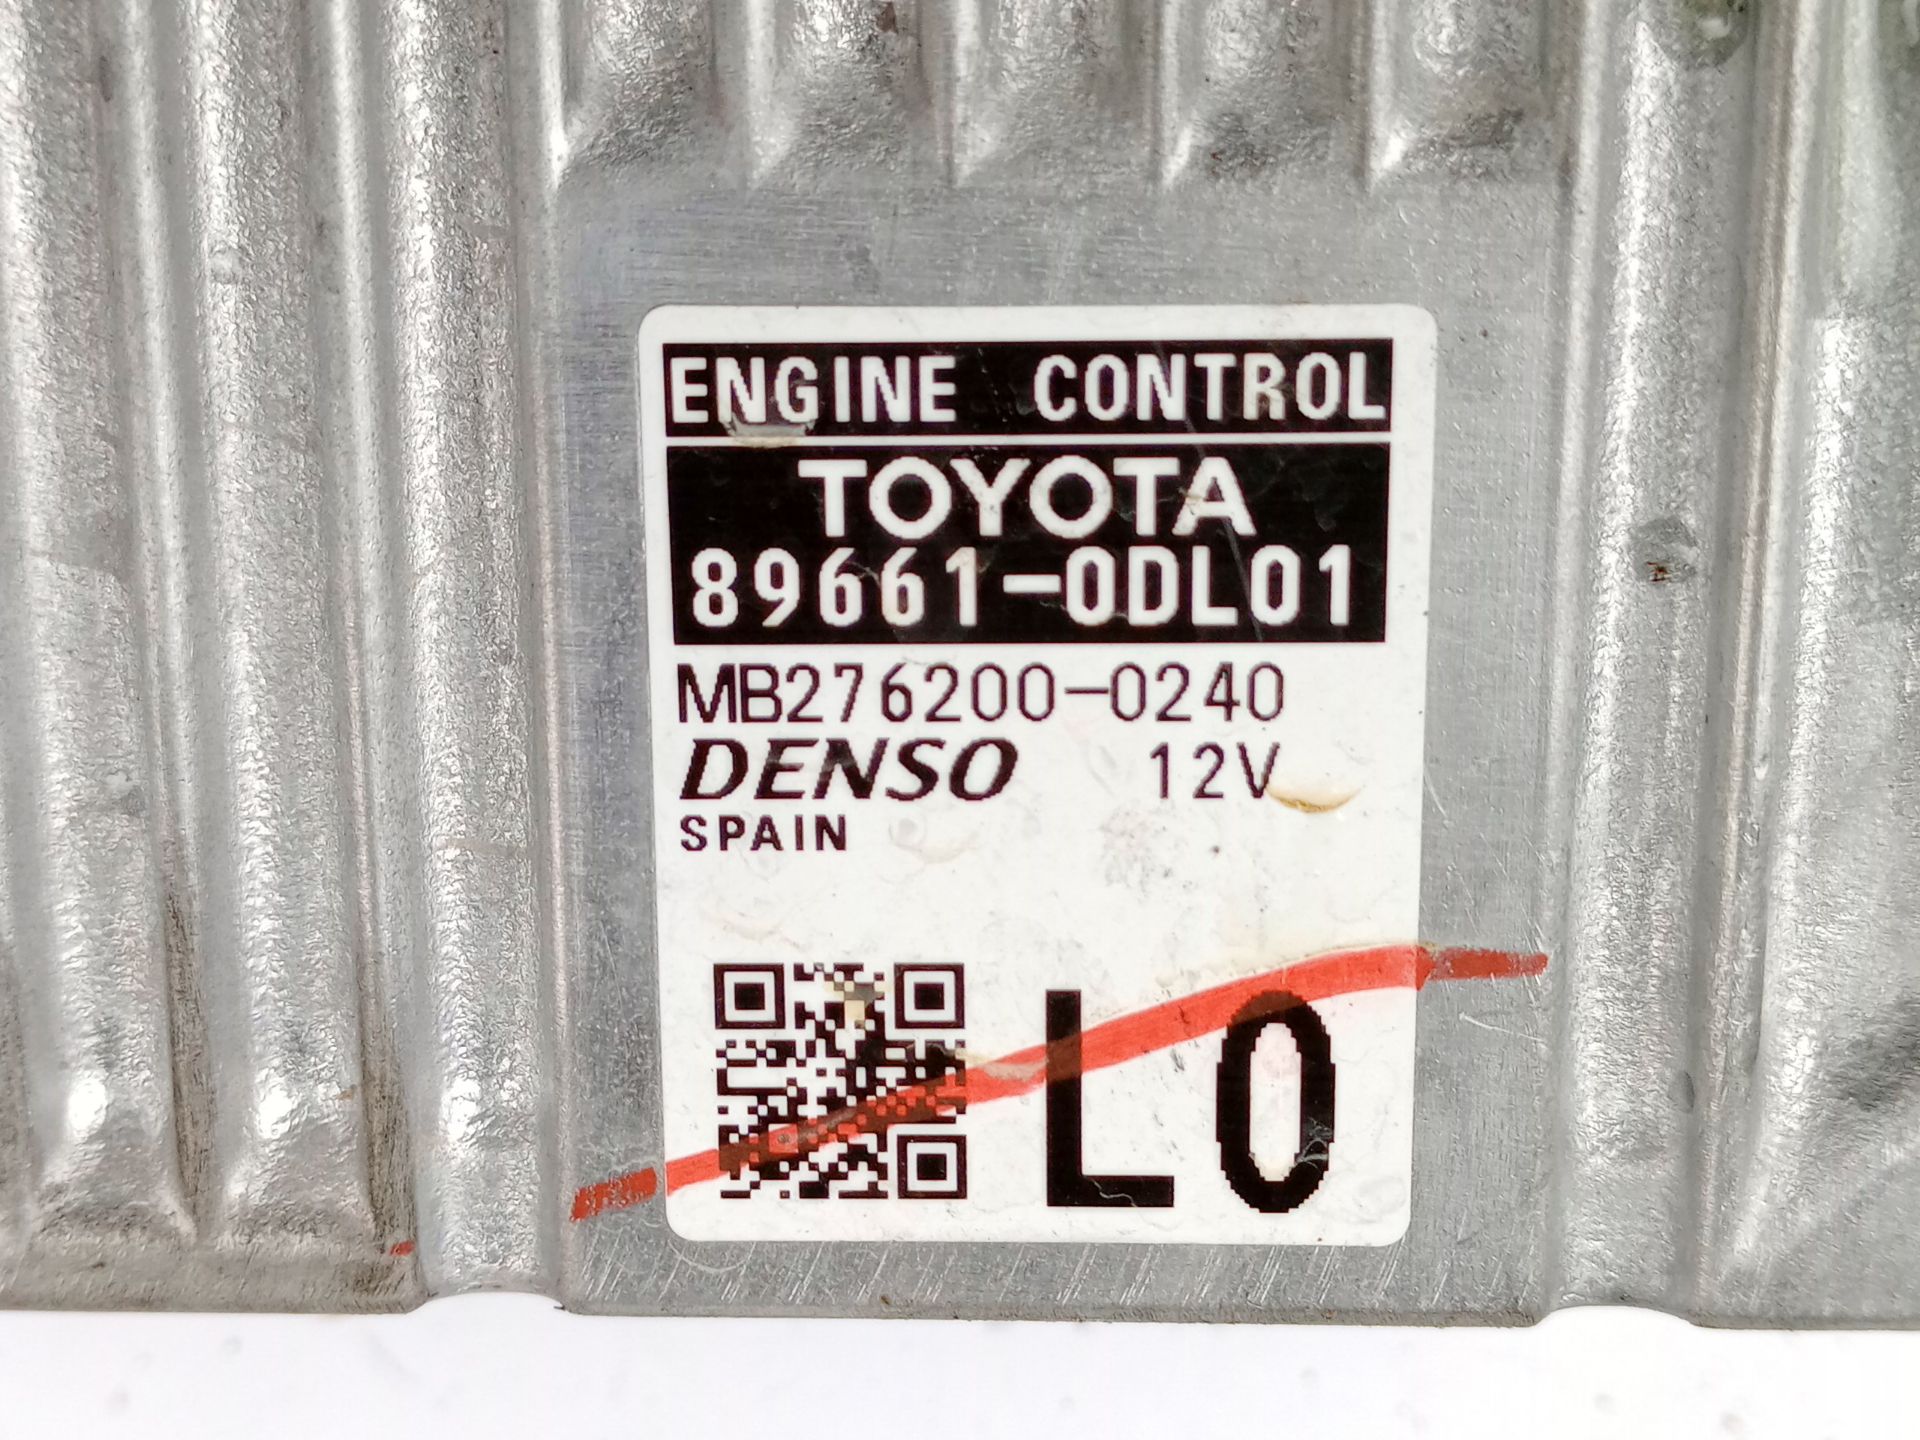 ENGINE CONTROL
TOYOTA
89661-0DL01
MB276200-0240
DENSO 12V
SPAIN
L0